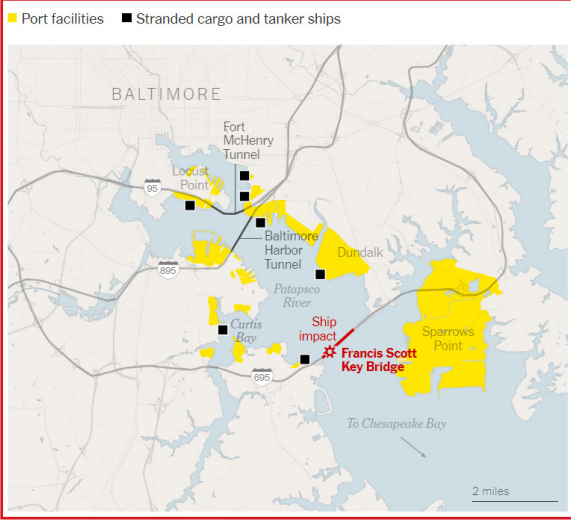 Port facilities
Stranded cargo and tanker ships
BALTIMORE
Fort
McHenry
Tunnel
Locust
Point
95
Baltimore
Harbor
Tunnel
Dundalk
895
Patapsco
River
Ship
impact
Curtis
Bay
Sparrows
Point
Francis Scott
Key Bridge
695
To Chesapeake Bay
2 miles